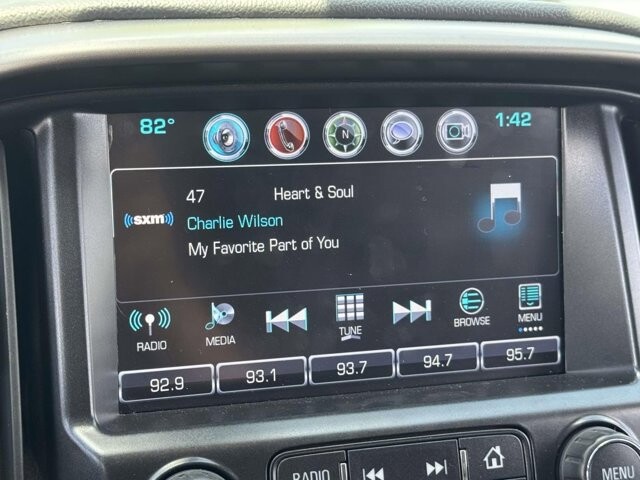 82° N 1:42
47 Heart & Soul
((sxm))
Charlie Wilson
My Favorite Part of You
RADIO MEDIA TUNE BROWSE MENU
92.9 93.1 93.7 94.7 95.7
RADIO MENU